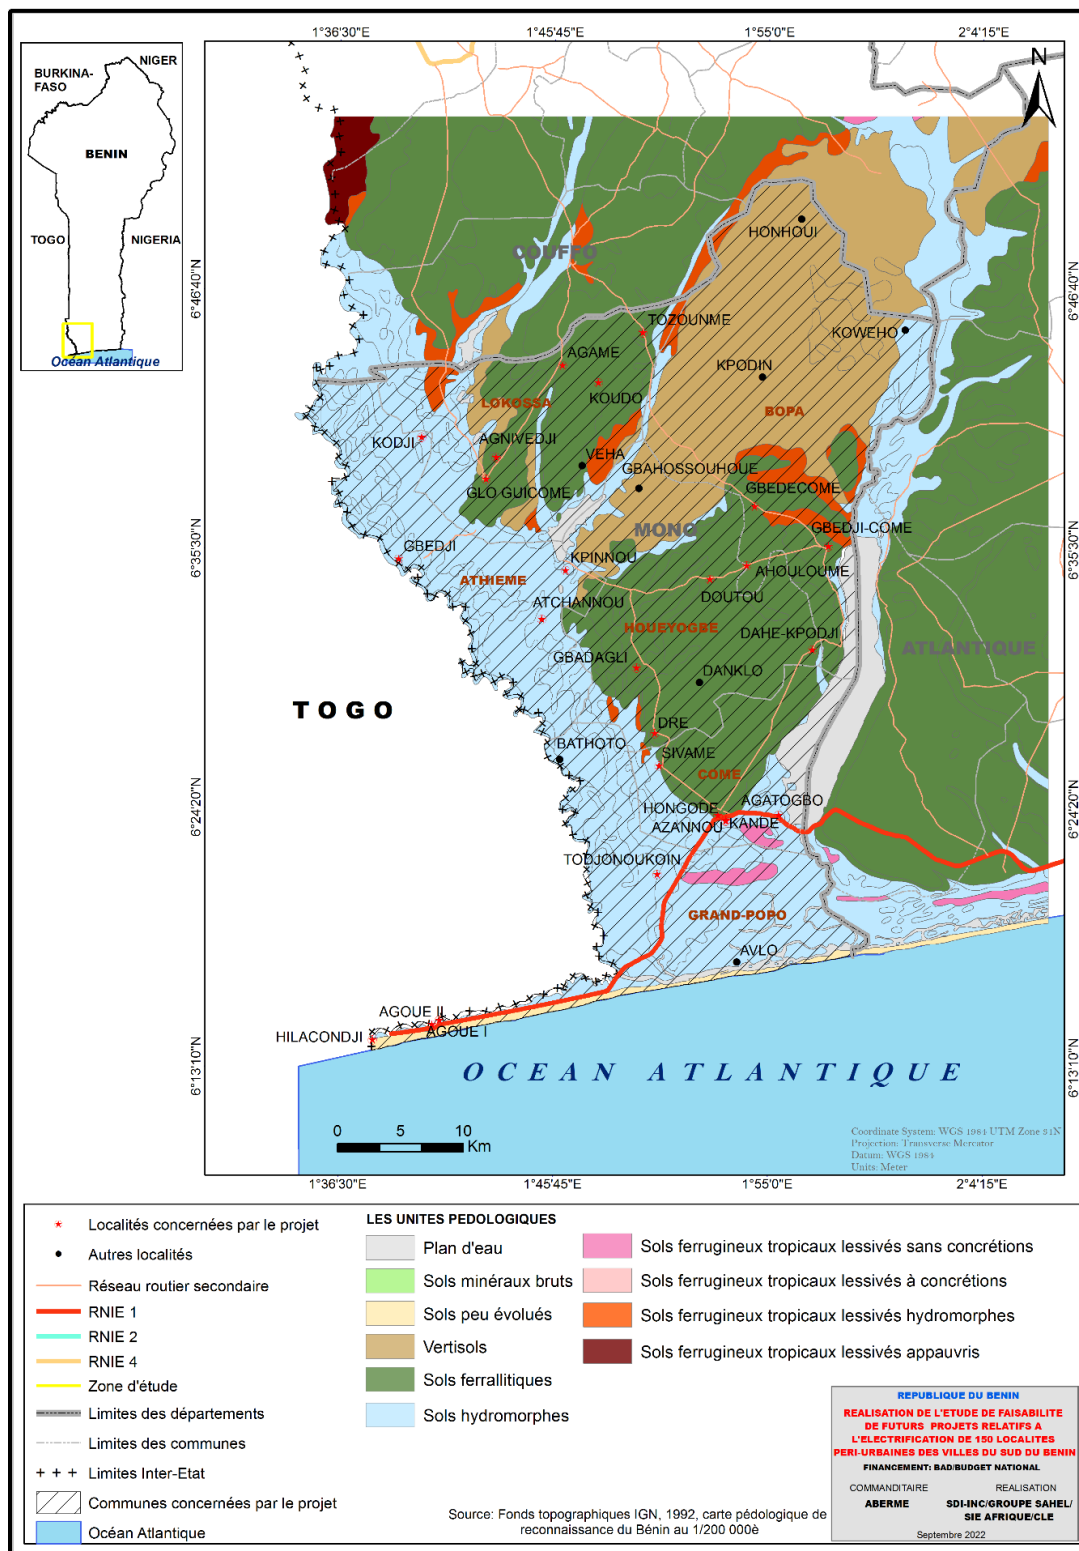 1°36'30"E
1°45'45"E
1°55'0"E
2°4'15"E
N
BURKINA-
FASO
NIGER
BENIN
TOGO
NIGERIA
Océan Atlantique
6°46'40"N
6°46'40"N
HONHOUI
COUFFO
TOZOUNME
KOWEHO
AGAME
KPODIN
KOUDO
LOKOSSA
BOPA
KODJI
AGNIVEDJI
VEHA
GBAHOSSOUHOUE
GLO GUICOME
GBEDECOME
MONO
GBEDJI-COME
6°35'30"N
6°35'30"N
GBEDJI
KPINNOU
ATHIEME
AHOULOUME
DOUTOU
ATCHANNOU
HOUEYOGBE
DAHE-KPODJI
ATLANTIQUE
GBADAGLI
DANKLO
TOGO
DRE
BATHOTO
SIVAME
COME
6°24'20"N
6°24'20"N
HONGODE
AGATOGBO
AZANNOU
KANDE
TODJONOUKOIN
GRAND-POPO
AVLO
AGOUE II
AGOUE I
HILACONDJI
6°13'10"N
6°13'10"N
OCEAN ATLANTIQUE
0 5 10
Km
Coordinate System: WGS 1984 UTM Zone 31N
Projection: Transverse Mercator
Datum: WGS 1984
Units: Meter
1°36'30"E
1°45'45"E
1°55'0"E
2°4'15"E
Localités concernées par le projet
Autres localités
Réseau routier secondaire
RNIE 1
RNIE 2
RNIE 4
Zone d'étude
Limites des départements
Limites des communes
Limites Inter-Etat
Communes concernées par le projet
Océan Atlantique
LES UNITES PEDOLOGIQUES
Plan d'eau
Sols minéraux bruts
Sols peu évolués
Vertisols
Sols ferrallitiques
Sols hydromorphes
Sols ferrugineux tropicaux lessivés sans concrétions
Sols ferrugineux tropicaux lessivés à concrétions
Sols ferrugineux tropicaux lessivés hydromorphes
Sols ferrugineux tropicaux lessivés appauvris
Source: Fonds topographiques IGN, 1992, carte pédologique de
reconnaissance du Bénin au 1/200 000è
REPUBLIQUE DU BENIN
REALISATION DE L'ETUDE DE FAISABILITE
DE FUTURS PROJETS RELATIFS A
L'ELECTRIFICATION DE 150 LOCALITES
PERI-URBAINES DES VILLES DU SUD DU BENIN
FINANCEMENT: BAD/BUDGET NATIONAL
COMMANDITAIRE
ABERME
REALISATION
SDI-INC/GROUPE SAHEL/
SIE AFRIQUE/CLE
Septembre 2022